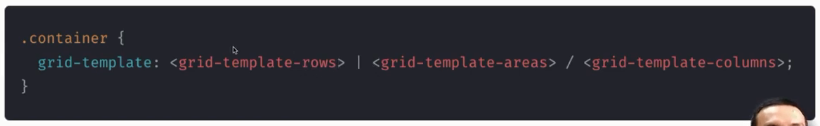 .container {
grid-template: <grid-template-rows> | <grid-template-areas> / <grid-template-columns>;
}